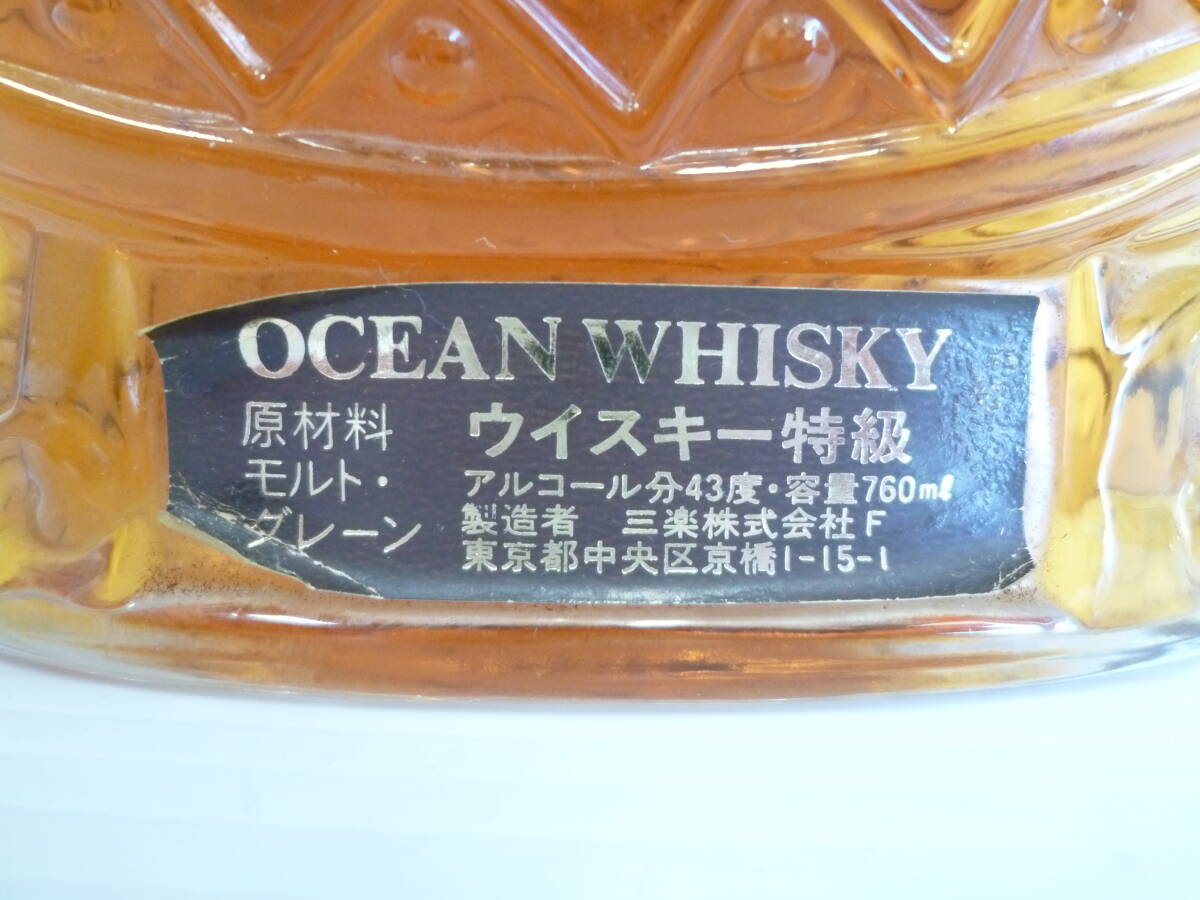 OCEAN WHISKY
原材料
モルト・
グレーン
ウイスキー特級
アルコール分43度・容量760mℓ
製造者 三楽株式会社F
東京都中央区京橋1-15-1